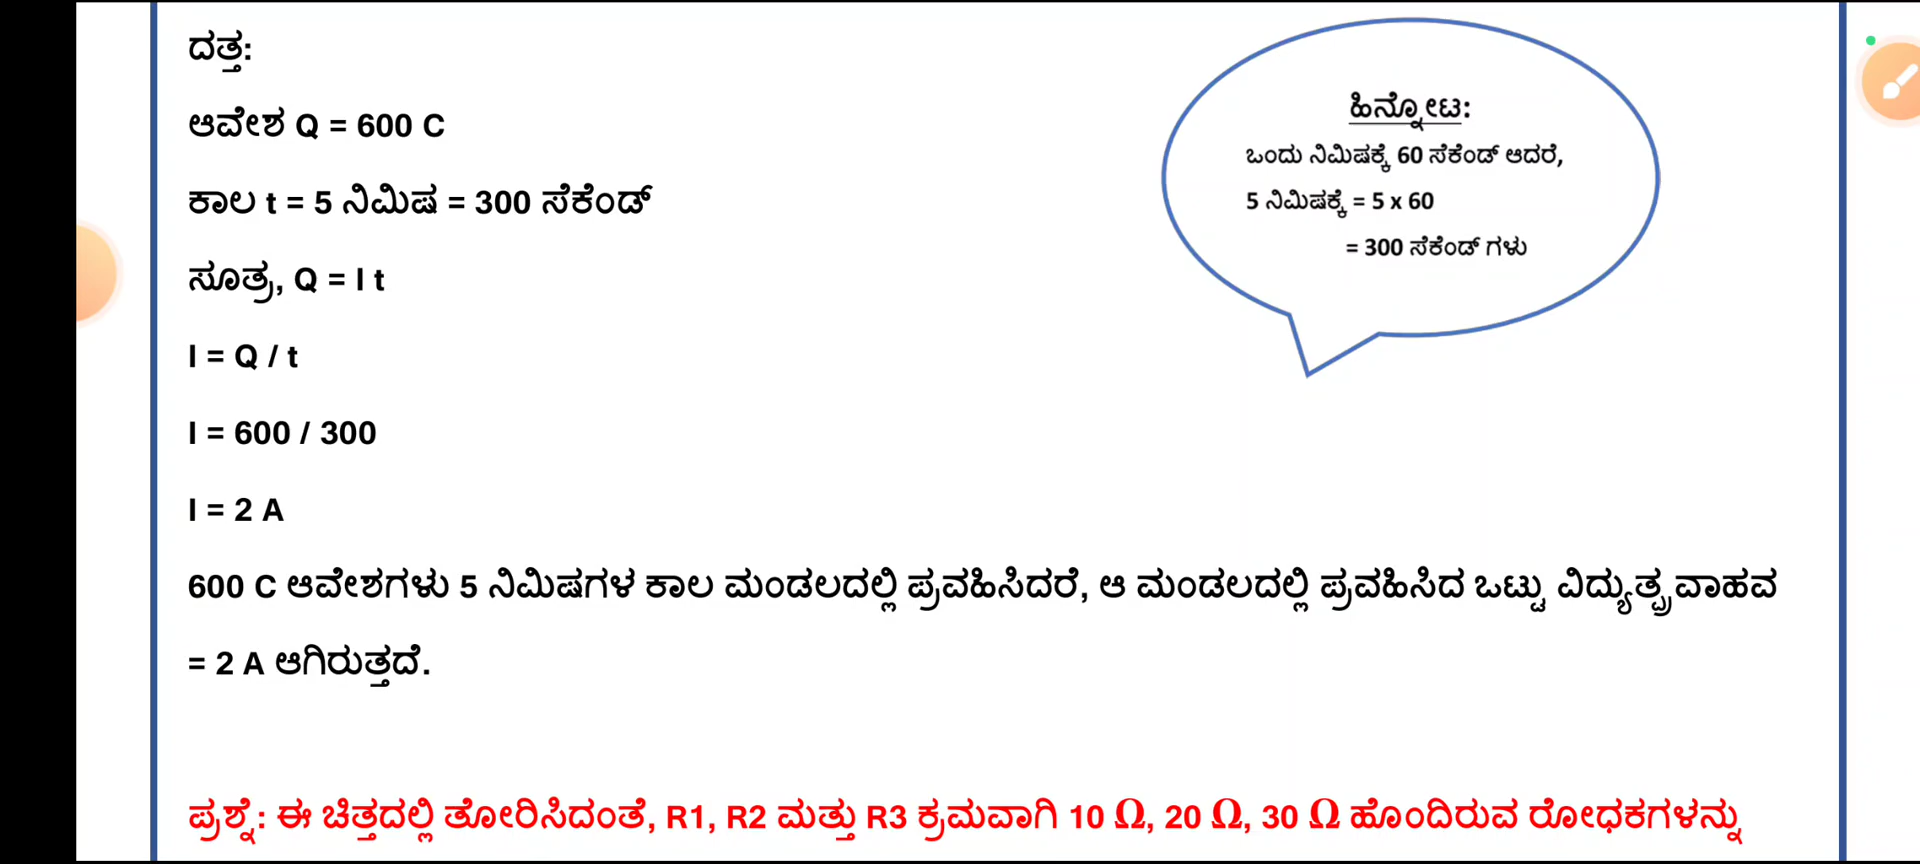 ದತ್ತ:
ಆವೇಶ Q = 600 C
ಕಾಲ t = 5 ನಿಮಿಷ = 300 ಸೆಕೆಂಡ್
ಸೂತ್ರ, Q = I t
I = Q / t
I = 600 / 300
I = 2 A
600 C ಆವೇಶಗಳು 5 ನಿಮಿಷಗಳ ಕಾಲ ಮಂಡಲದಲ್ಲಿ ಪ್ರವಹಿಸಿದರೆ, ಆ ಮಂಡಲದಲ್ಲಿ ಪ್ರವಹಿಸಿದ ಒಟ್ಟು ವಿದ್ಯುತ್ಪ್ರವಾಹವ
= 2 A ಆಗಿರುತ್ತದೆ.
ಹಿನ್ನೋಟ:
ಒಂದು ನಿಮಿಷಕ್ಕೆ 60 ಸೆಕೆಂಡ್ ಆದರೆ,
5 ನಿಮಿಷಕ್ಕೆ = 5 x 60
= 300 ಸೆಕೆಂಡ್ ಗಳು
ಪ್ರಶ್ನೆ: ಈ ಚಿತ್ತದಲ್ಲಿ ತೋರಿಸಿದಂತೆ, R1, R2 ಮತ್ತು R3 ಕ್ರಮವಾಗಿ 10 Ω, 20 Ω, 30 Ω ಹೊಂದಿರುವ ರೋಧಕಗಳನ್ನು